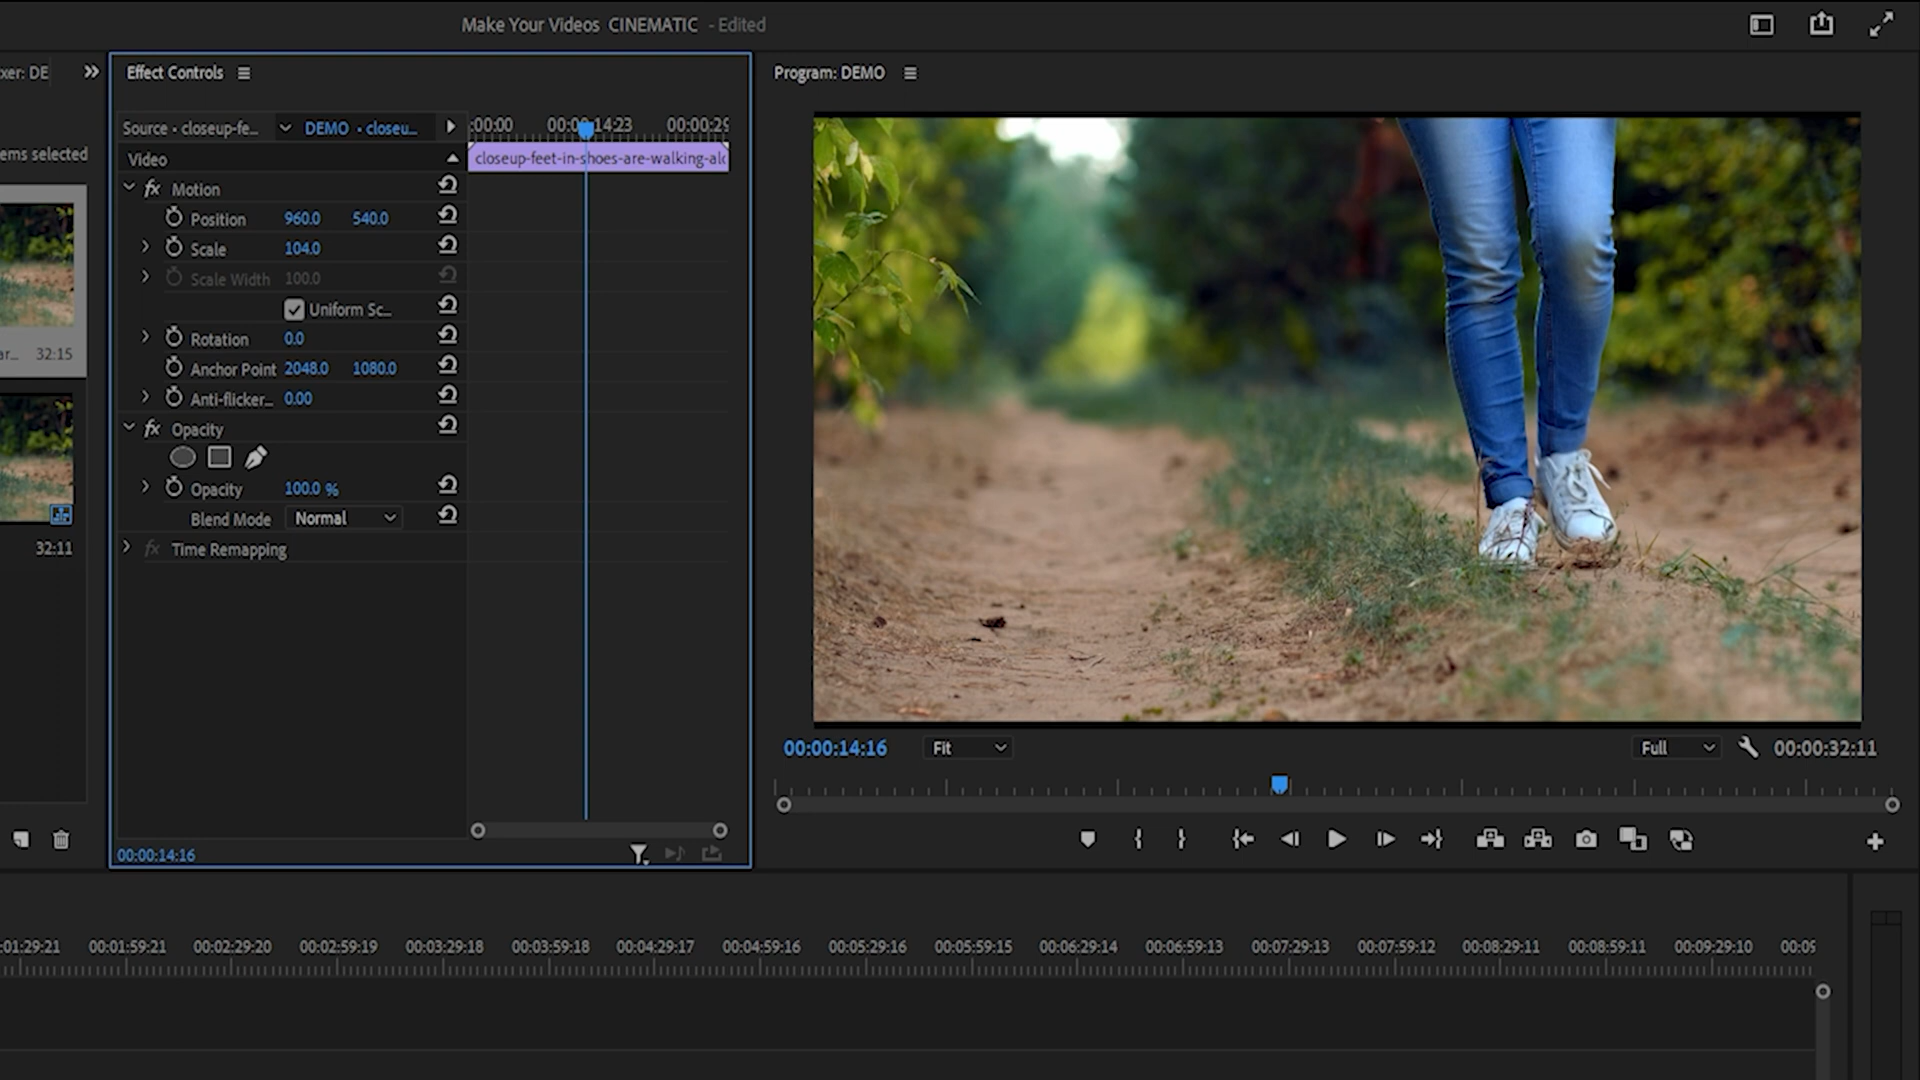 Make Your Videos CINEMATIC - Edited
xer: DE
Effect Controls
Program: DEMO
Source • closeup-fe...
DEMO • closeu...
:00:00
00:00:14:23
00:00:29
ems selected
Video
closeup-feet-in-shoes-are-walking-alo
fx Motion
Position 960.0 540.0
Scale 104.0
Scale Width 100.0
Uniform Sc...
Rotation 0.0
ar... 32:15
Anchor Point 2048.0 1080.0
Anti-flicker... 0.00
fx Opacity
Opacity 100.0 %
Blend Mode Normal
32:11
fx Time Remapping
00:00:14:16
Fit
Full
00:00:32:11
00:00:14:16
:01:29:21 00:01:59:21 00:02:29:20 00:02:59:19 00:03:29:18 00:03:59:18 00:04:29:17 00:04:59:16 00:05:29:16 00:05:59:15 00:06:29:14 00:06:59:13 00:07:29:13 00:07:59:12 00:08:29:11 00:08:59:11 00:09:29:10 00:09